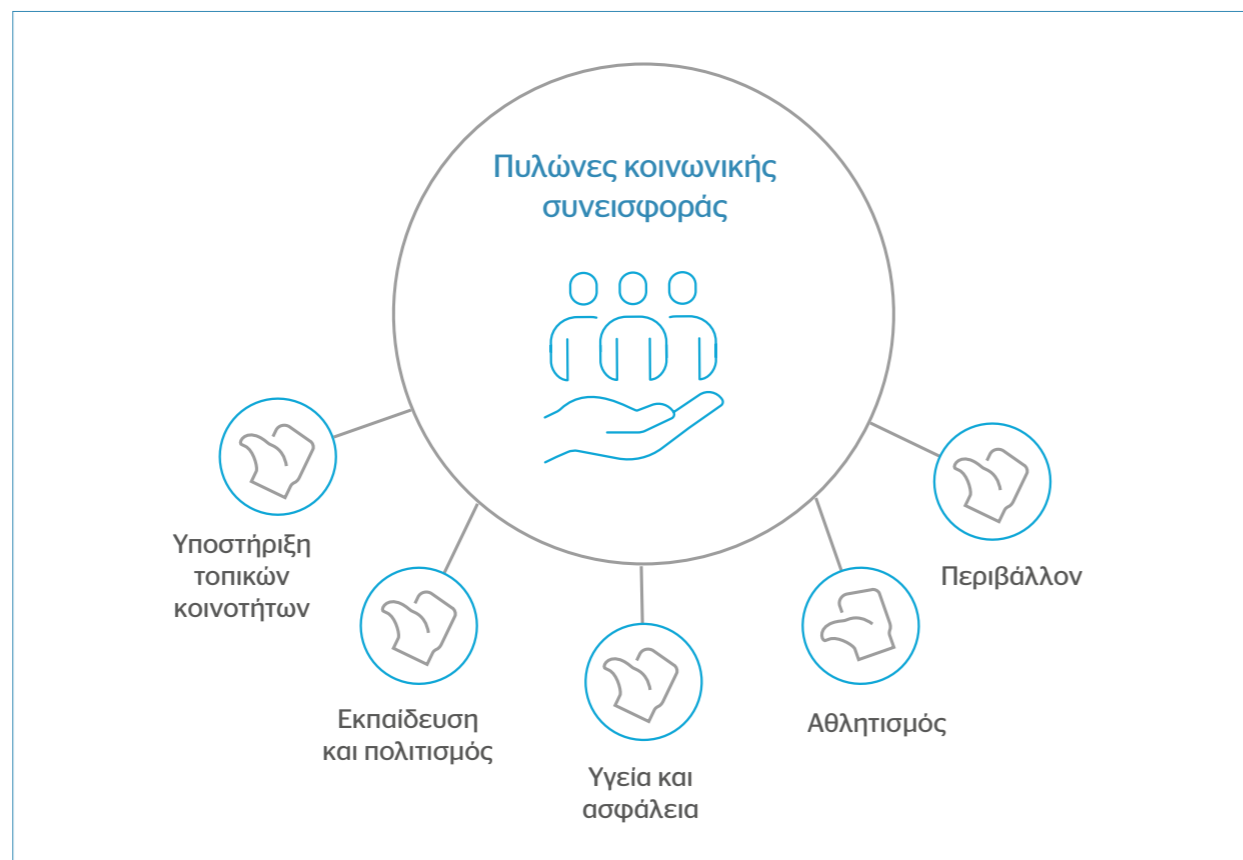 Πυλώνες κοινωνικής
συνεισφοράς
Υποστήριξη
τοπικών
κοινοτήτων
Εκπαίδευση
και πολιτισμός
Υγεία και
ασφάλεια
Αθλητισμός
Περιβάλλον